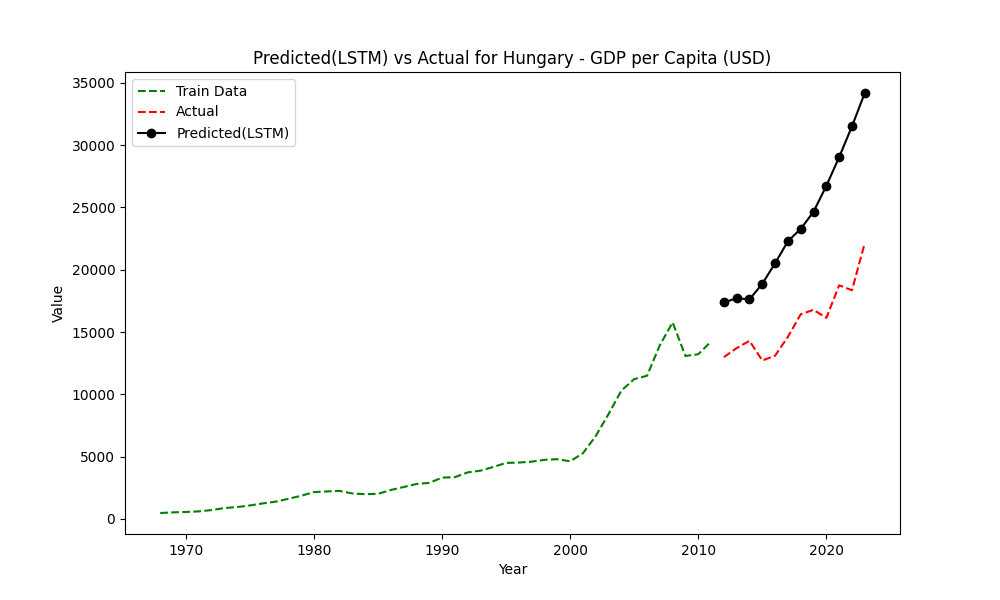 Predicted(LSTM) vs Actual for Hungary - GDP per Capita (USD)
Train Data
Actual
Predicted(LSTM)
35000
30000
25000
20000
15000
10000
5000
0
Value
1970 1980 1990 2000 2010 2020
Year